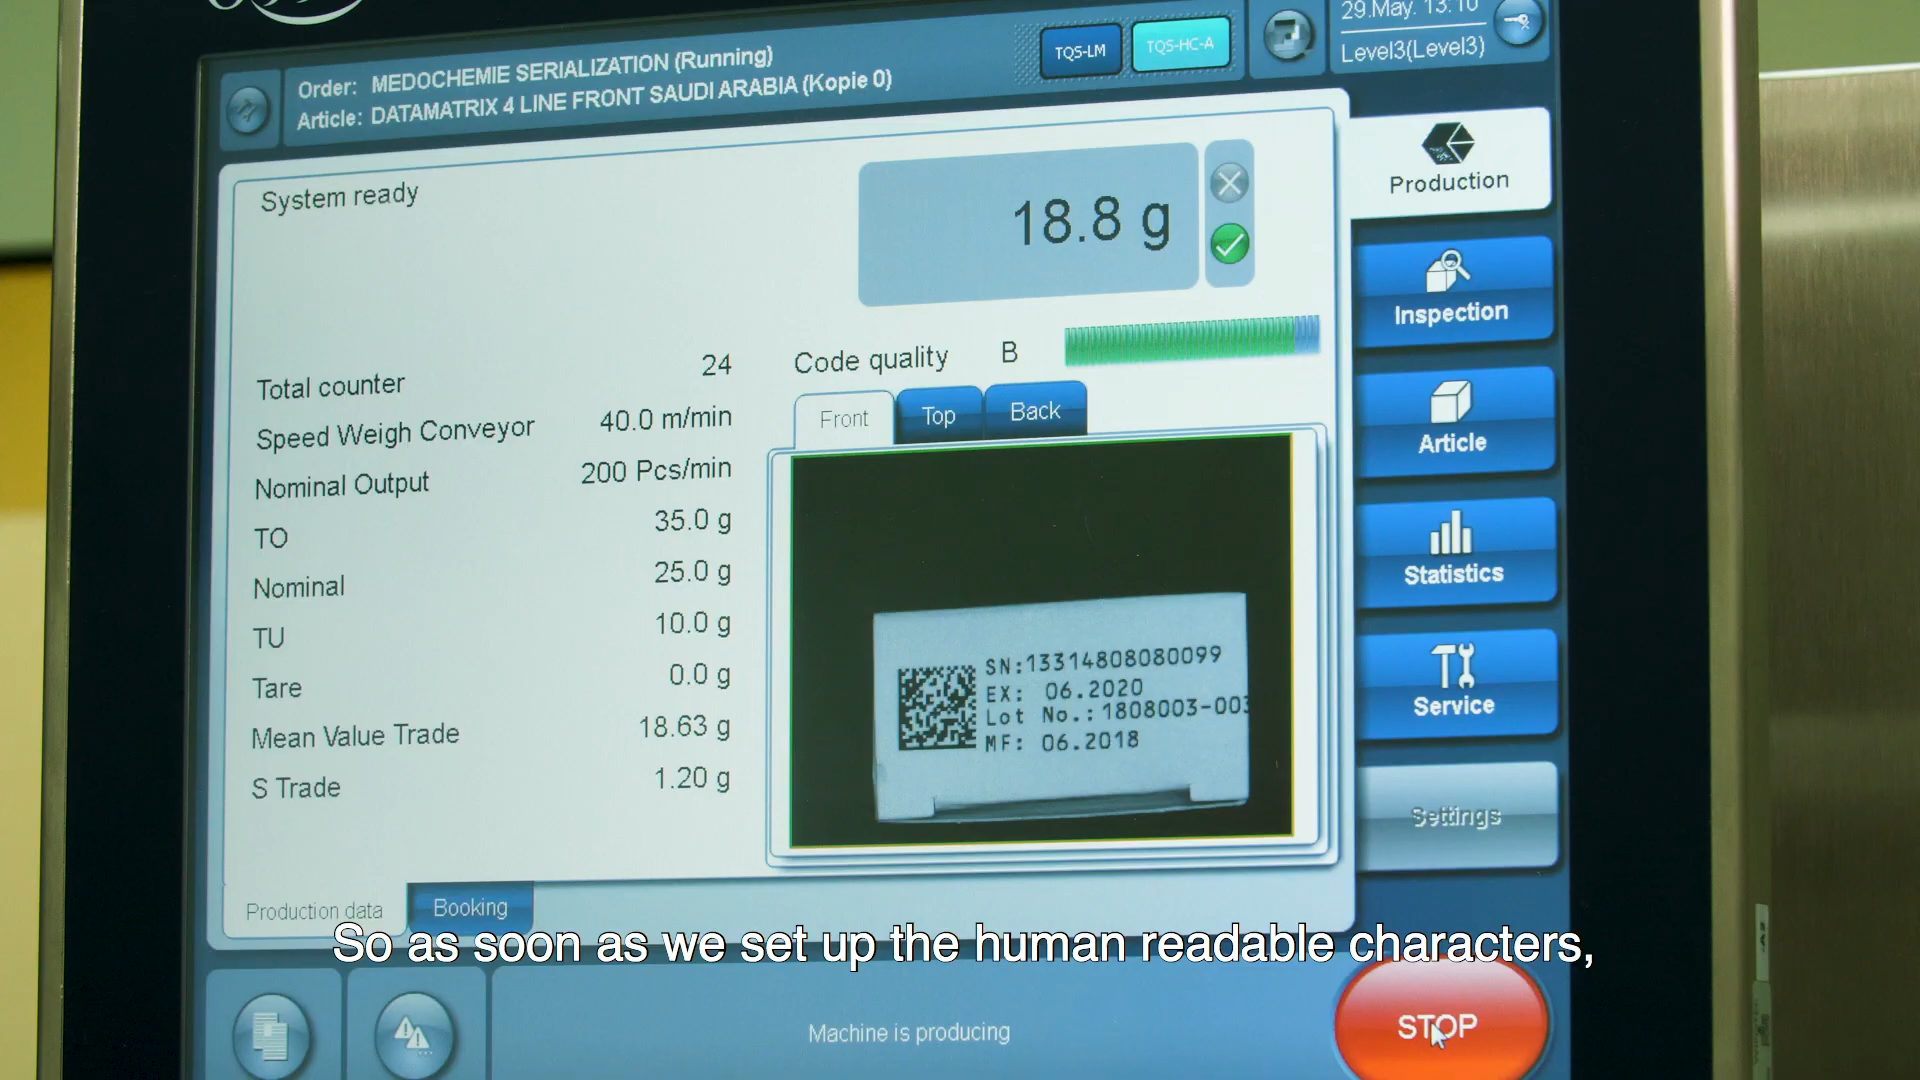 29.May. 13:10
Level3(Level3)
TQS-LM
TQS-HC-A
Order: MEDOCHEMIE SERIALIZATION (Running)
Article: DATAMATRIX 4 LINE FRONT SAUDI ARABIA (Kopie 0)
System ready
18.8 g
Total counter 24
Speed Weigh Conveyor 40.0 m/min
Nominal Output 200 Pcs/min
TO 35.0 g
Nominal 25.0 g
TU 10.0 g
Tare 0.0 g
Mean Value Trade 18.63 g
S Trade 1.20 g
Code quality B
Front Top Back
SN:13314808080099
EX: 06.2020
Lot No.:1808003-003
MF: 06.2018
Production
Inspection
Article
Statistics
Service
Settings
Production data Booking
So as soon as we set up the human readable characters,
Machine is producing
STOP